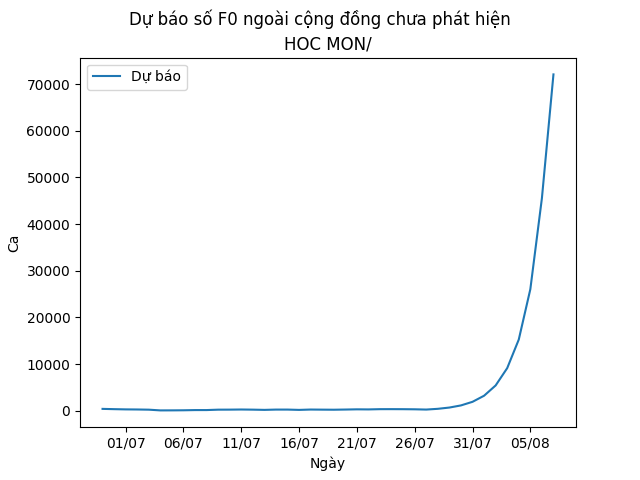 Dự báo số F0 ngoài cộng đồng chưa phát hiện
HOC MON/
Dự báo
70000
60000
50000
40000
30000
20000
10000
0
Ca
01/07 06/07 11/07 16/07 21/07 26/07 31/07 05/08
Ngày